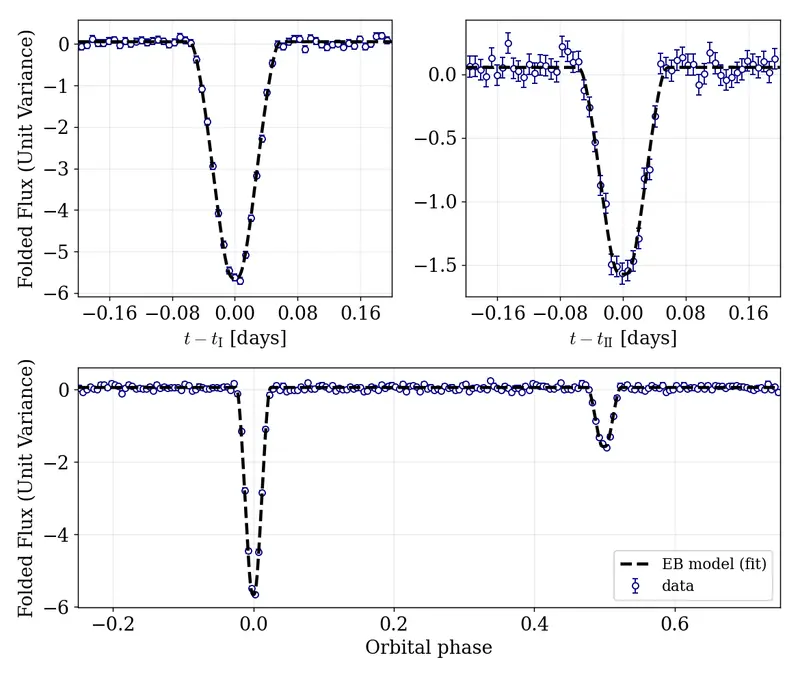 Folded Flux (Unit Variance)
0
−1
−2
−3
−4
−5
−6
−0.16 −0.08 0.00 0.08 0.16
t − t_I [days]
0.0
−0.5
−1.0
−1.5
−0.16 −0.08 0.00 0.08 0.16
t − t_II [days]
Folded Flux (Unit Variance)
0
−2
−4
−6
EB model (fit)
data
−0.2 0.0 0.2 0.4 0.6
Orbital phase